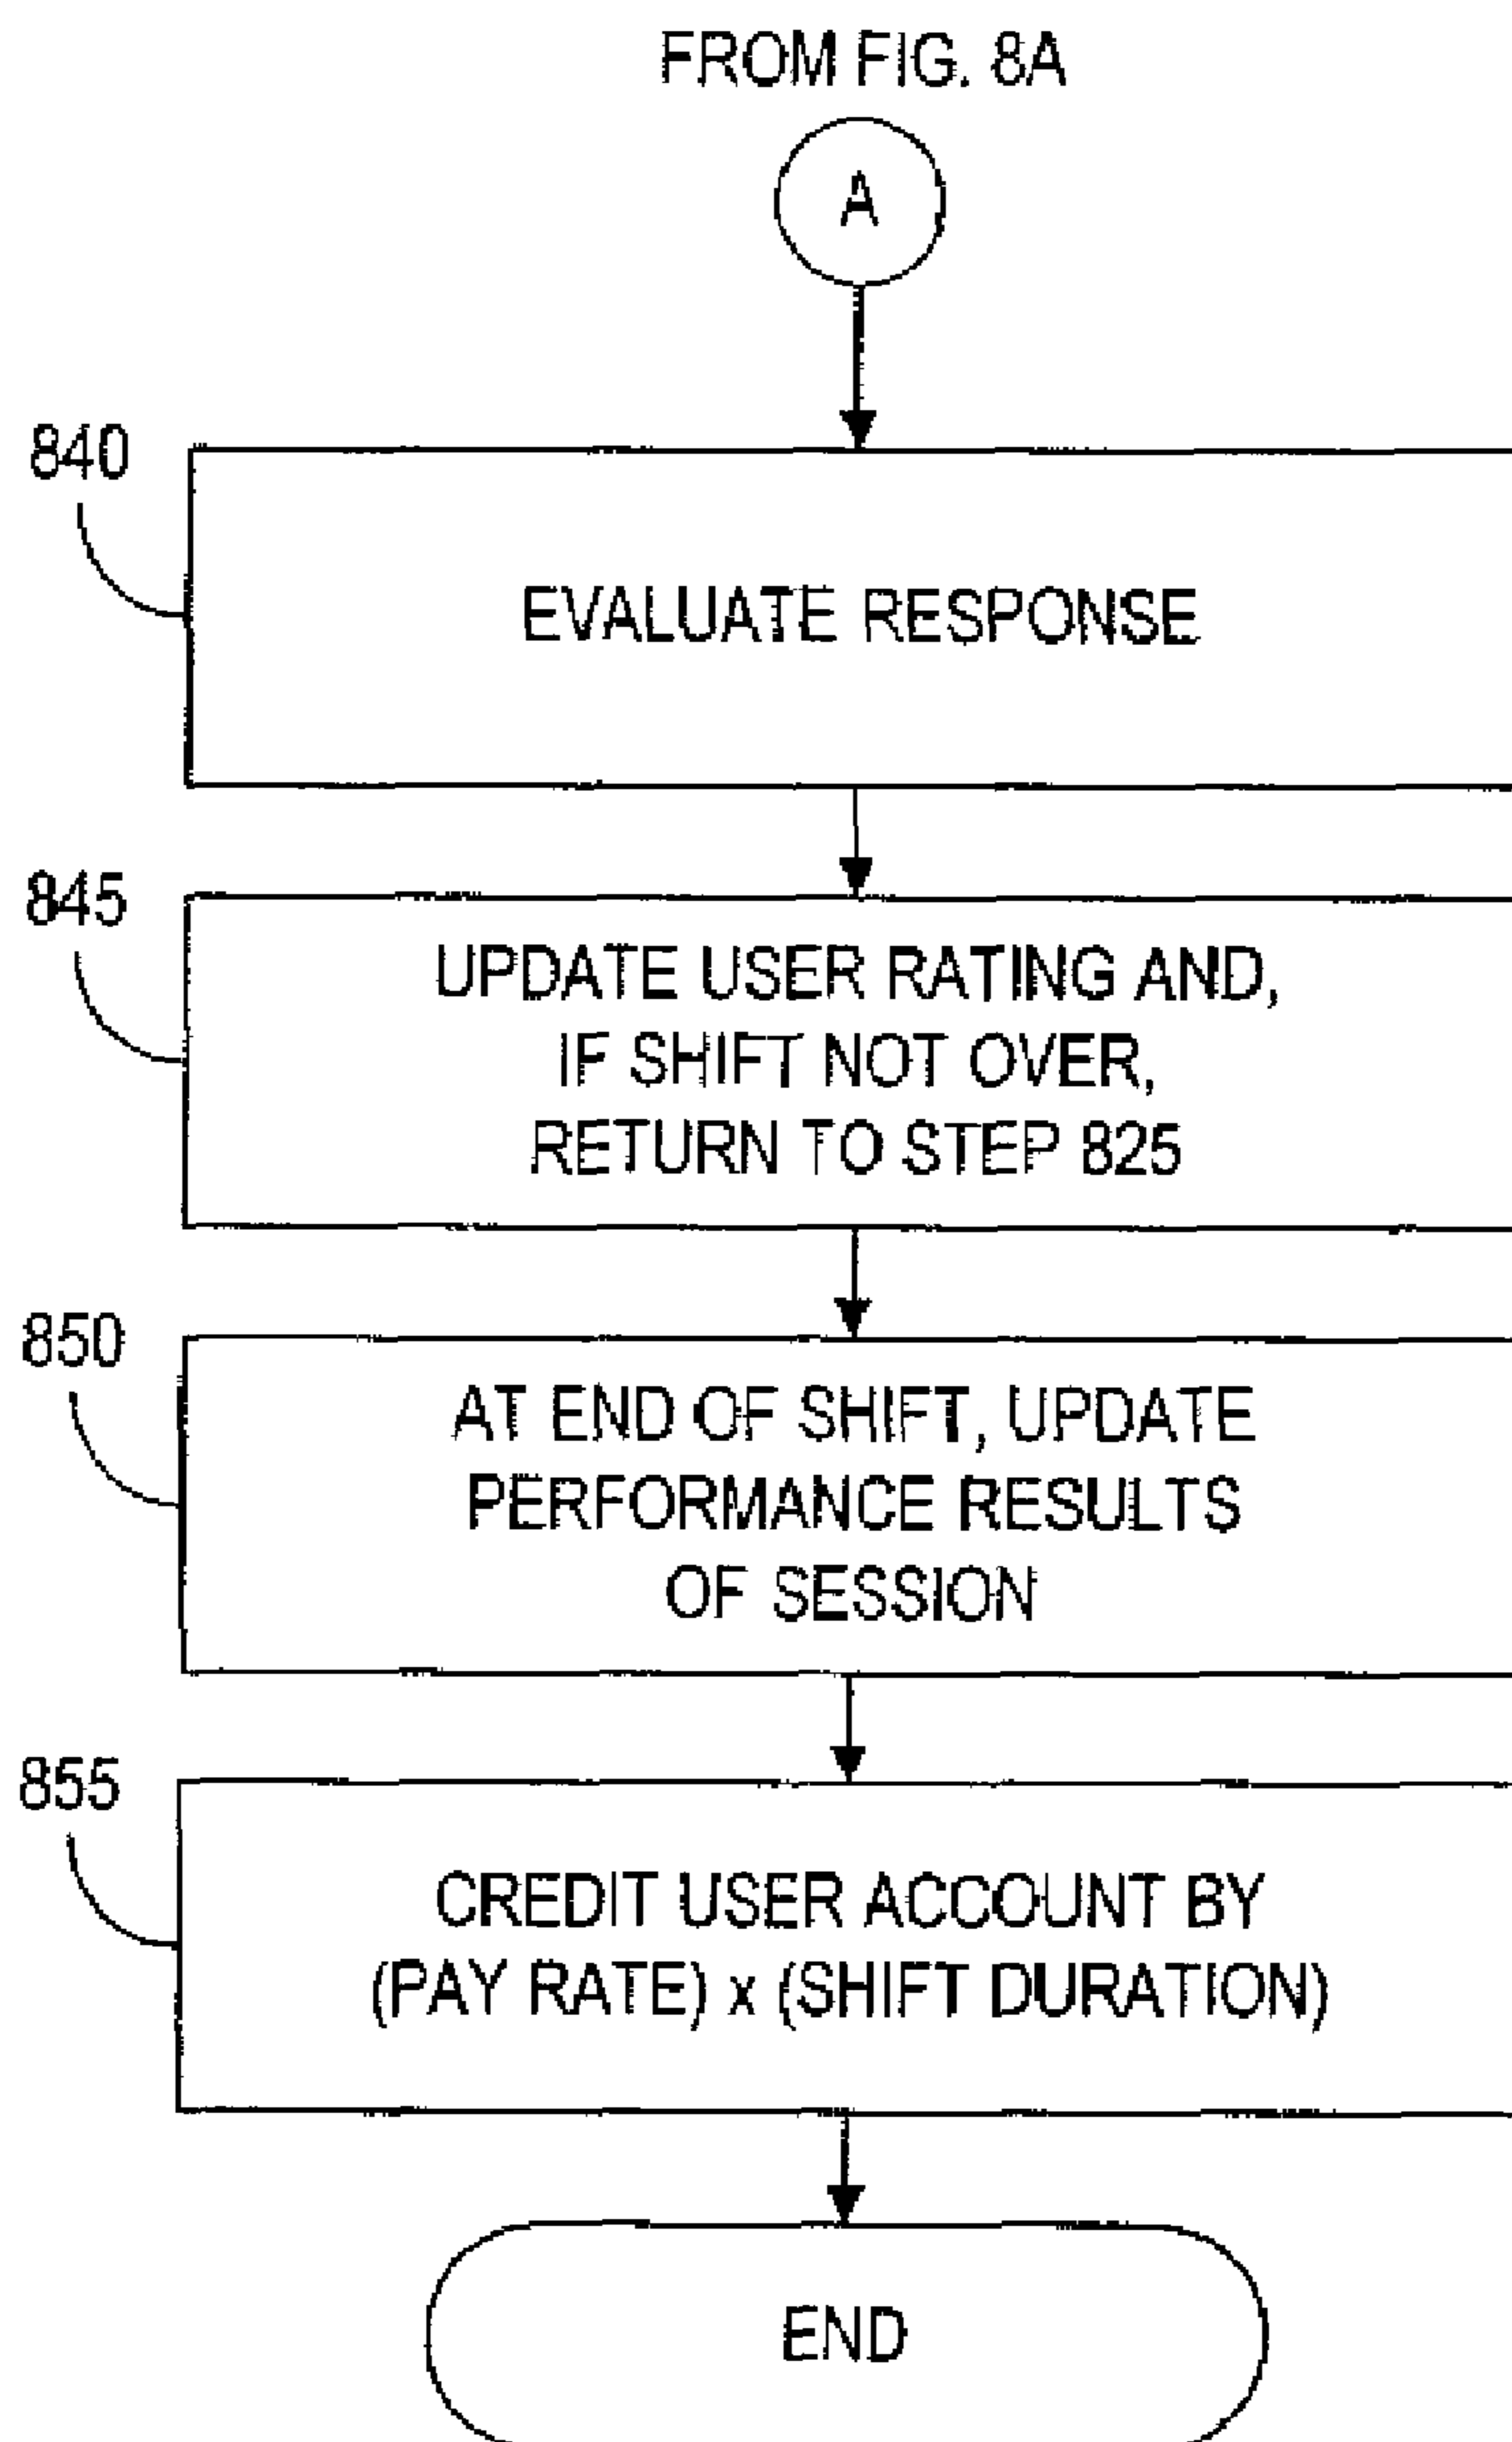 FROM FIG. 8A
A
840
EVALUATE RESPONSE
845
UPDATE USER RATING AND,
IF SHIFT NOT OVER,
RETURN TO STEP 825
850
AT END OF SHIFT, UPDATE
PERFORMANCE RESULTS
OF SESSION
855
CREDIT USER ACCOUNT BY
(PAY RATE) x (SHIFT DURATION)
END